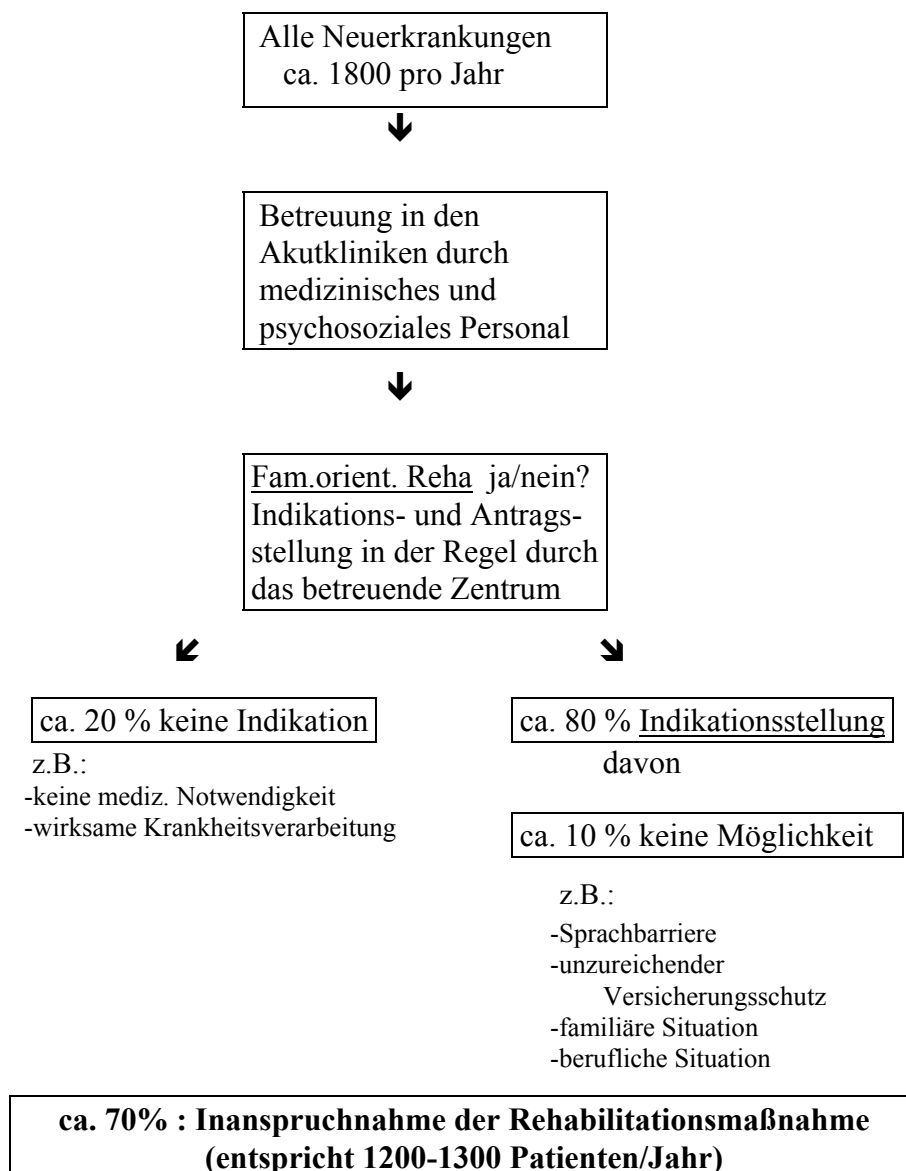 Alle Neuerkrankungen
ca. 1800 pro Jahr
Betreuung in den
Akutkliniken durch
medizinisches und
psychosoziales Personal
Fam.orient. Reha ja/nein?
Indikations- und Antrags-
stellung in der Regel durch
das betreuende Zentrum
ca. 20 % keine Indikation
z.B.:
-keine mediz. Notwendigkeit
-wirksame Krankheitsverarbeitung
ca. 80 % Indikationsstellung
davon
ca. 10 % keine Möglichkeit
z.B.:
-Sprachbarriere
-unzureichender
Versicherungsschutz
-familiäre Situation
-berufliche Situation
ca. 70% : Inanspruchnahme der Rehabilitationsmaßnahme
(entspricht 1200-1300 Patienten/Jahr)